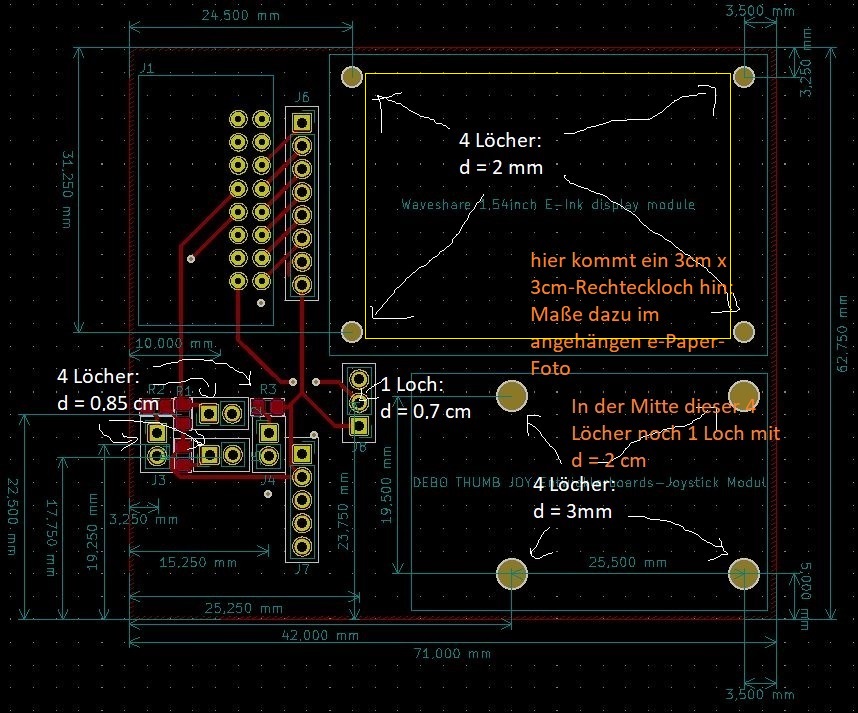 24,500 mm
3,500 mm
3,250 mm
J1
J6
4 Löcher:
d = 2 mm
31,250 mm
Waveshare 1,54inch E-Ink display module
hier kommt ein 3cm x
3cm-Rechteckloch hin:
Maße dazu im
angehängen e-Paper-
Foto
62,750 mm
10,000 mm
4 Löcher:
d = 0,85 cm
R2
R1
R3
1 Loch:
d = 0,7 cm
In der Mitte dieser 4
Löcher noch 1 Loch mit
d = 2 cm
DEBO THUMB JOY
boards-Joystick Modul
4 Löcher:
d = 3mm
J3
J4
J7
22,500 mm
17,750 mm
19,250 mm
3,250 mm
15,250 mm
23,750 mm
19,500 mm
25,500 mm
5,000 mm
25,250 mm
42,000 mm
71,000 mm
3,500 mm